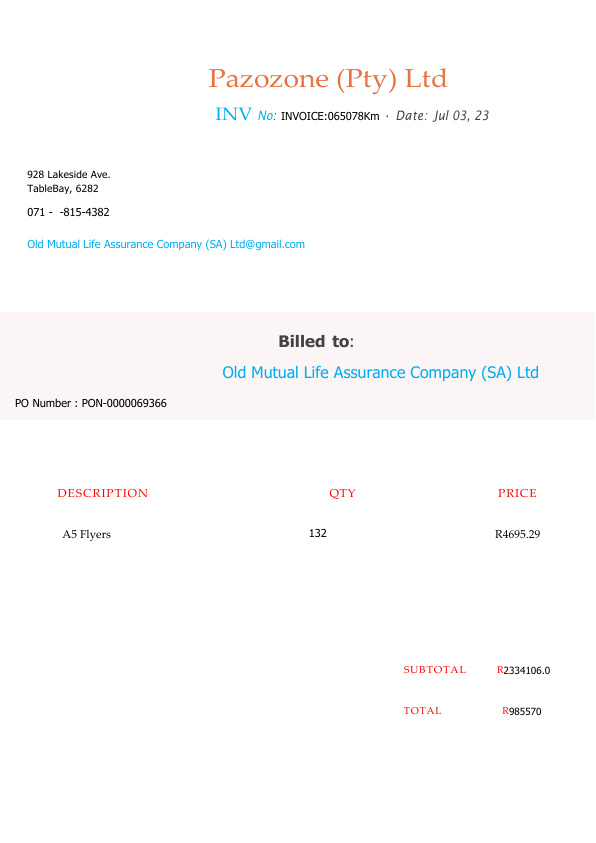 Pazozone (Pty) Ltd
INV No: INVOICE:065078Km · Date: Jul 03, 23
928 Lakeside Ave.
TableBay, 6282
071 - -815-4382
Old Mutual Life Assurance Company (SA) Ltd@gmail.com
Billed to:
Old Mutual Life Assurance Company (SA) Ltd
PO Number : PON-0000069366
DESCRIPTION QTY PRICE
A5 Flyers 132 R4695.29
SUBTOTAL R2334106.0
TOTAL R985570